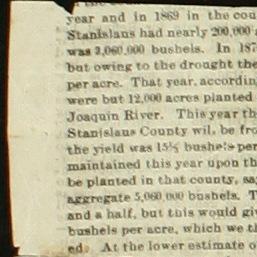 year and in 1869 in the cou
Stanislaus had nearly 200,000
was 3,060,000 bushels. In 187
but owing to the drought the
per acre. That year, accordin
were but 12,000 acres planted
Joaquin River. This year th
Stanislaus County wil. be fro
the yield was 15½ bushels per
maintained this year upon th
be planted in that county, sa
aggregate 5,060,000 bushels. T
and a half, but this would giv
bushels per acre, which we th
ed. At the lower estimate o